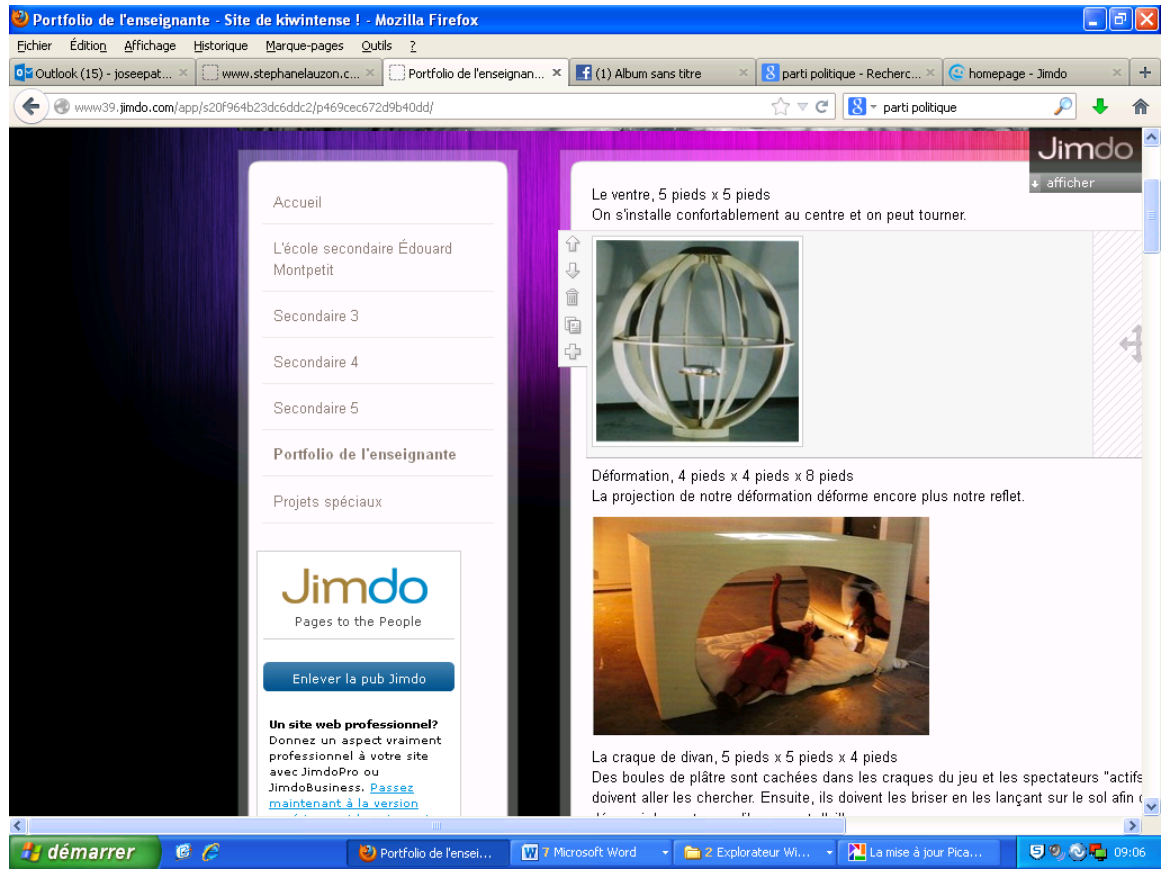 Portfolio de l'enseignante - Site de kiwintense ! - Mozilla Firefox
Eichier Édition Affichage Historique Marque-pages Outils ?
Outlook (15) - joseepat... www.stephanelauzon.c... Portfolio de l'enseignan... (1) Album sans titre parti politique - Recherc... homepage - Jimdo
www39.jimdo.com/app/s20f964b23dc6ddc2/p469cec672d9b40dd/ parti politique
Jimdo
afficher
Accueil
L'école secondaire Édouard
Montpetit
Secondaire 3
Secondaire 4
Secondaire 5
Portfolio de l'enseignante
Projets spéciaux
Jimdo
Pages to the People
Enlever la pub Jimdo
Un site web professionnel?
Donnez un aspect vraiment
professionnel à votre site
avec JimdoPro ou
JimdoBusiness. Passez
maintenant à la version
Le ventre, 5 pieds x 5 pieds
On s'installe confortablement au centre et on peut tourner.
Déformation, 4 pieds x 4 pieds x 8 pieds
La projection de notre déformation déforme encore plus notre reflet.
La craque de divan, 5 pieds x 5 pieds x 4 pieds
Des boules de plâtre sont cachées dans les craques du jeu et les spectateurs "actifs
doivent aller les chercher. Ensuite, ils doivent les briser en les lançant sur le sol afin
démarrer Portfolio de l'ensei... 7 Microsoft Word 2 Explorateur Wi... La mise à jour Pica... 09:06